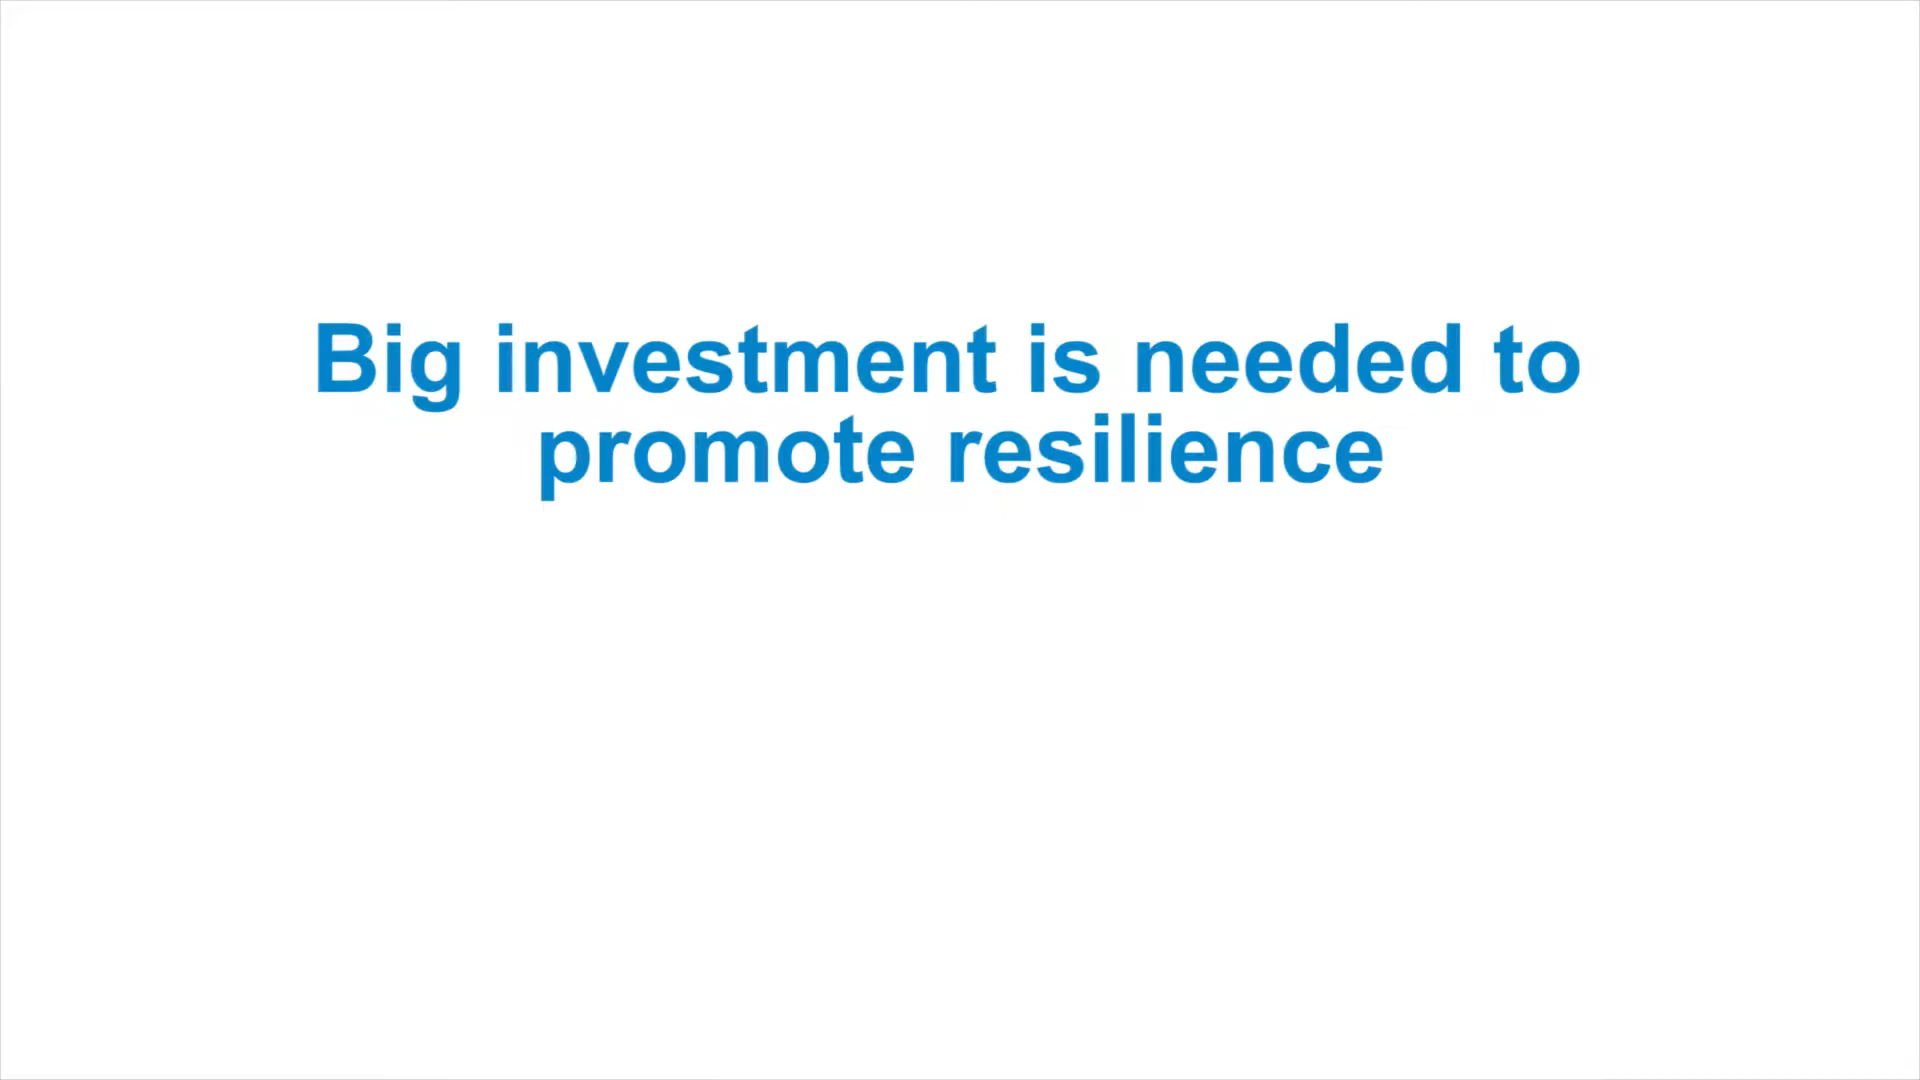 Big investment is needed to
promote resilience